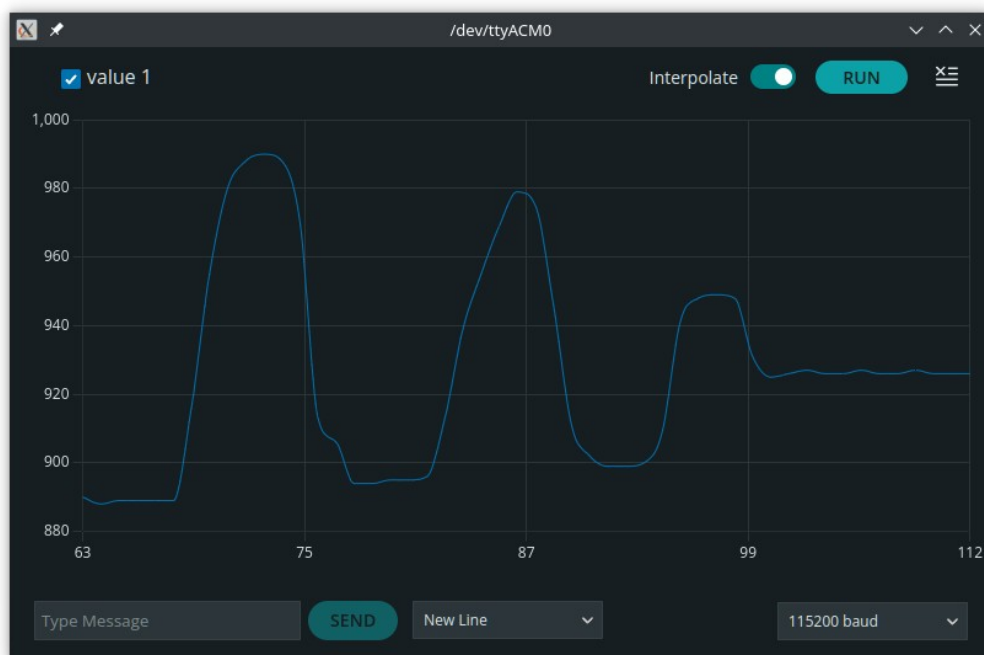 /dev/ttyACM0
value 1
Interpolate
RUN
1,000
980
960
940
920
900
880
63 75 87 99 112
Type Message
SEND
New Line
115200 baud